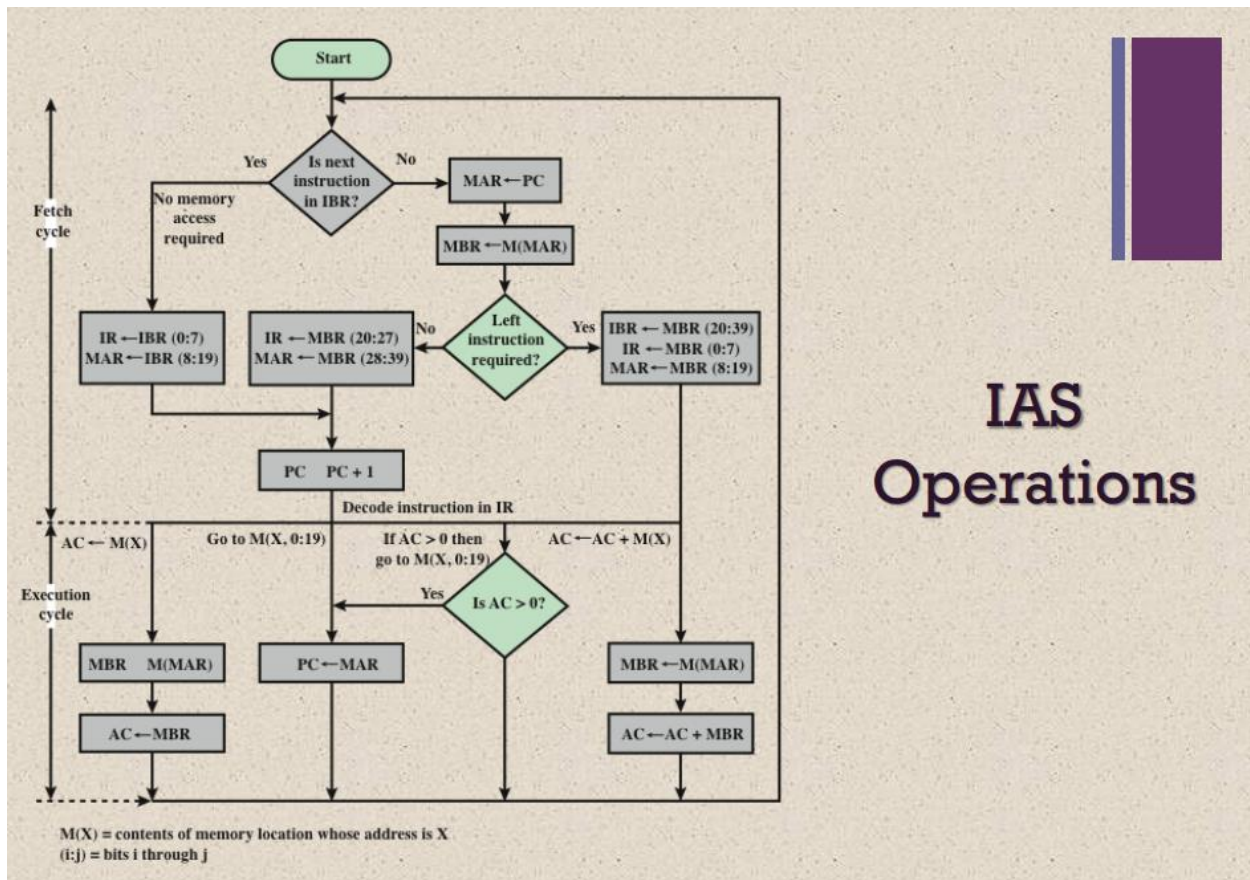 Start
Yes
Is next
instruction
in IBR?
No
MAR ← PC
No memory
access
required
Fetch
cycle
MBR ← M(MAR)
IR ← IBR (0:7)
MAR ← IBR (8:19)
IR ← MBR (20:27)
MAR ← MBR (28:39)
No
Left
instruction
required?
Yes
IBR ← MBR (20:39)
IR ← MBR (0:7)
MAR ← MBR (8:19)
IAS
Operations
PC PC + 1
Decode instruction in IR
AC ← M(X)
Go to M(X, 0:19)
If AC > 0 then
go to M(X, 0:19)
AC ← AC + M(X)
Execution
cycle
Yes
Is AC > 0?
MBR M(MAR)
PC ← MAR
MBR ← M(MAR)
AC ← MBR
AC ← AC + MBR
M(X) = contents of memory location whose address is X
(i:j) = bits i through j